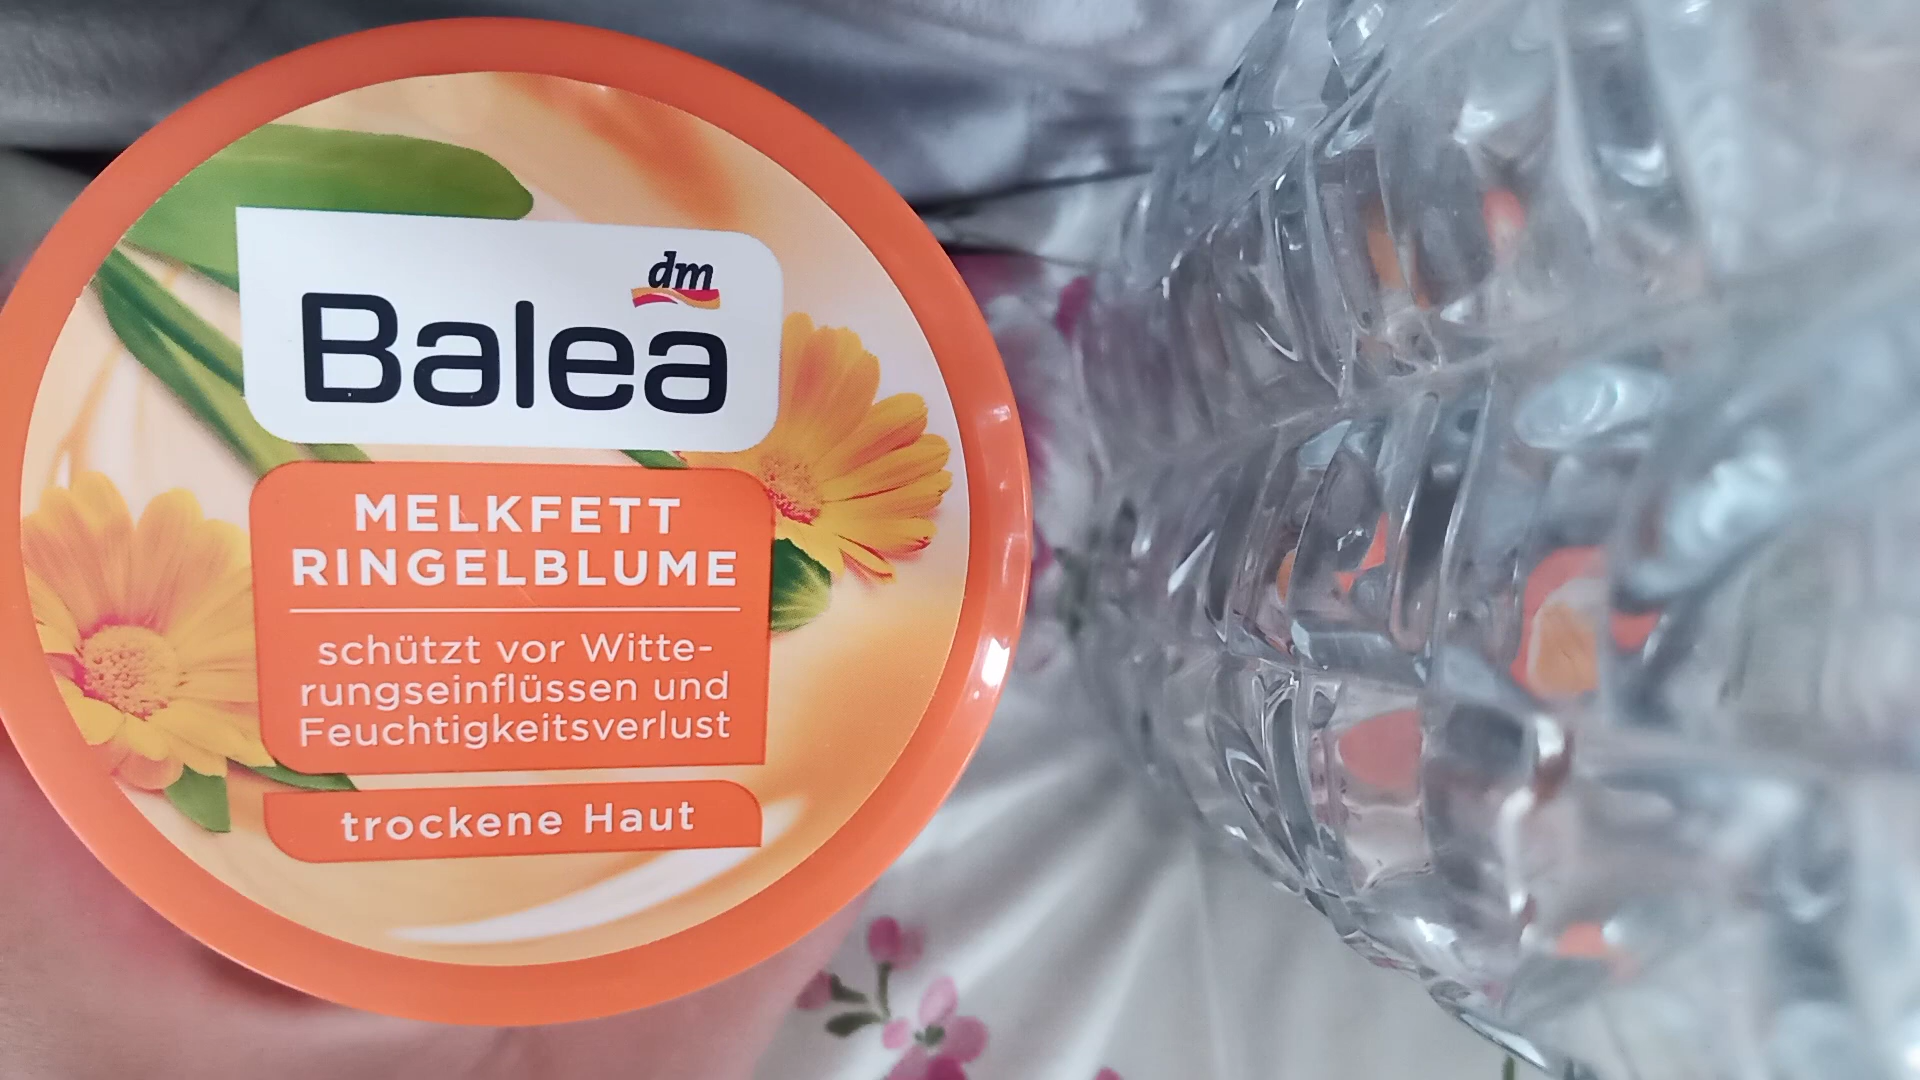 dm
Balea
MELKFETT
RINGELBLUME
schützt vor Witte-
rungseinflüssen und
Feuchtigkeitsverlust
trockene Haut